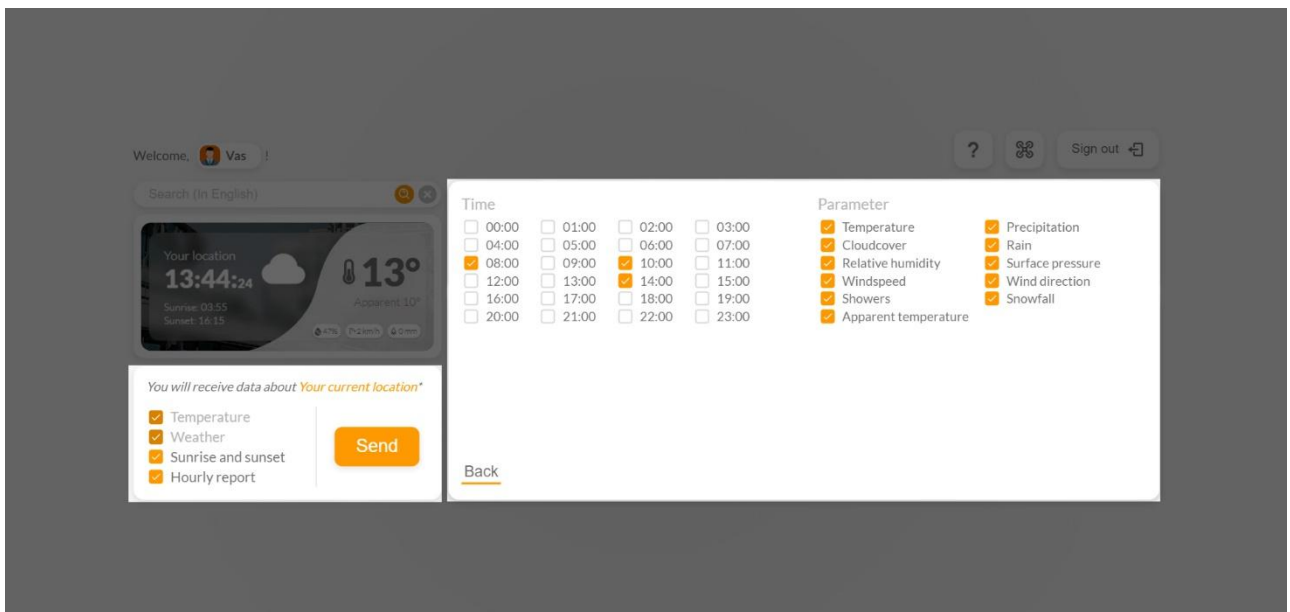 Welcome, Vas !
? Sign out
Search (In English)
Your location
13:44:24
Sunrise: 03:55
Sunset: 16:15
13°
Apparent 10°
47% 2 km/h 0 mm
You will receive data about Your current location*
Temperature
Weather
Sunrise and sunset
Hourly report
Send
Time
00:00 01:00 02:00 03:00
04:00 05:00 06:00 07:00
08:00 09:00 10:00 11:00
12:00 13:00 14:00 15:00
16:00 17:00 18:00 19:00
20:00 21:00 22:00 23:00
Parameter
Temperature Precipitation
Cloudcover Rain
Relative humidity Surface pressure
Windspeed Wind direction
Showers Snowfall
Apparent temperature
Back